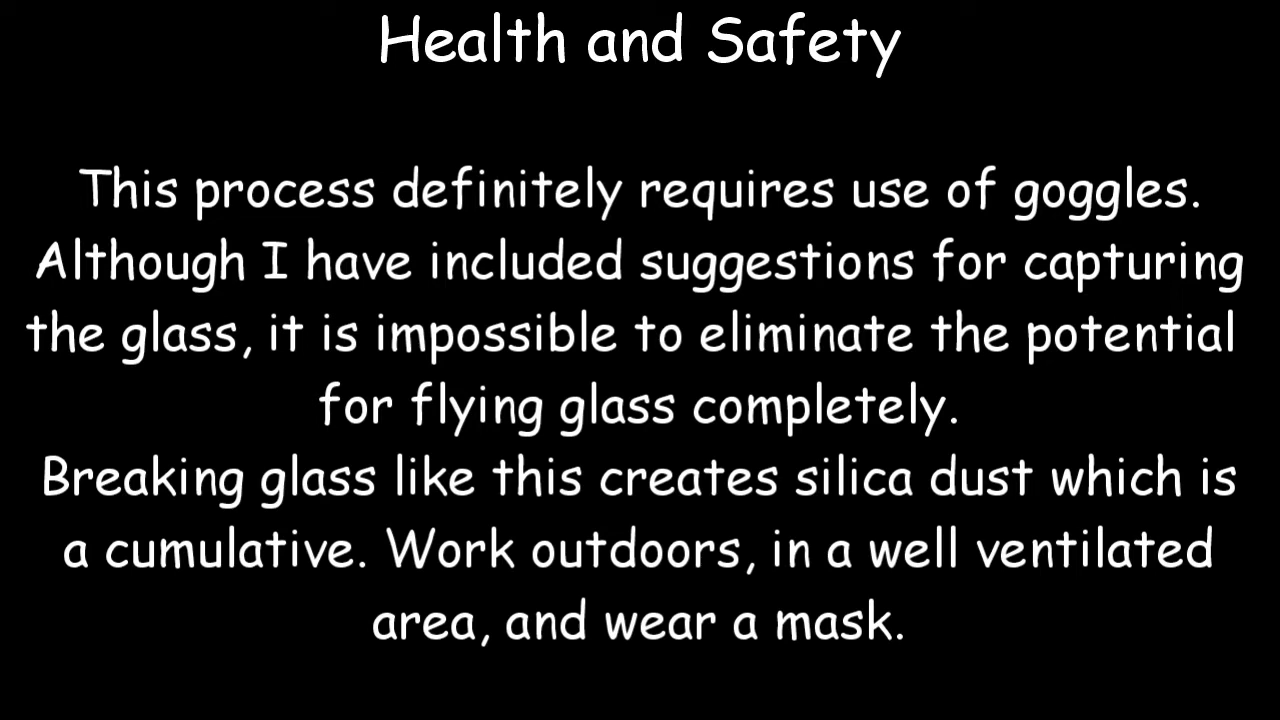 Health and Safety
This process definitely requires use of goggles.
Although I have included suggestions for capturing
the glass, it is impossible to eliminate the potential
for flying glass completely.
Breaking glass like this creates silica dust which is
a cumulative. Work outdoors, in a well ventilated
area, and wear a mask.